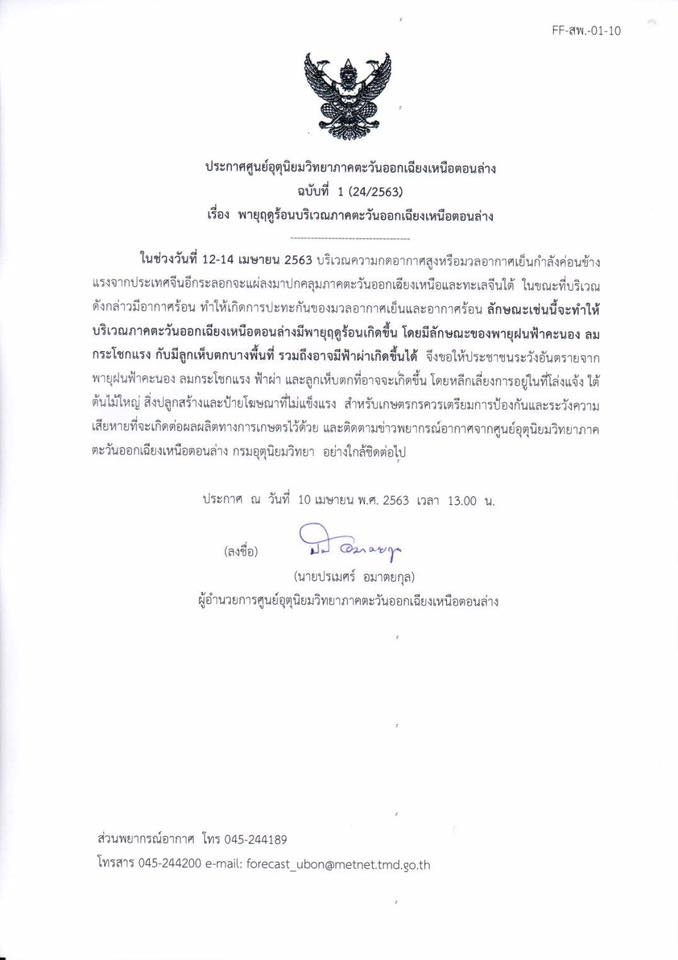 FF-สพ.-01-10
ประกาศศูนย์อุตุนิยมวิทยาภาคตะวันออกเฉียงเหนือตอนล่าง
ฉบับที่ 1 (24/2563)
เรื่อง พายุฤดูร้อนบริเวณภาคตะวันออกเฉียงเหนือตอนล่าง
ในช่วงวันที่ 12-14 เมษายน 2563 บริเวณความกดอากาศสูงหรือมวลอากาศเย็นกำลังค่อนข้าง
แรงจากประเทศจีนอีกระลอกจะแผ่ลงมาปกคลุมภาคตะวันออกเฉียงเหนือและทะเลจีนใต้ ในขณะที่บริเวณ
ดังกล่าวมีอากาศร้อน ทำให้เกิดการปะทะกันของมวลอากาศเย็นและอากาศร้อน ลักษณะเช่นนี้จะทำให้
บริเวณภาคตะวันออกเฉียงเหนือตอนล่างมีพายุฤดูร้อนเกิดขึ้น โดยมีลักษณะของพายุฝนฟ้าคะนอง ลม
กระโชกแรง กับมีลูกเห็บตกบางพื้นที่ รวมถึงอาจมีฟ้าผ่าเกิดขึ้นได้ จึงขอให้ประชาชนระวังอันตรายจาก
พายุฝนฟ้าคะนอง ลมกระโชกแรง ฟ้าผ่า และลูกเห็บตกที่อาจจะเกิดขึ้น โดยหลีกเลี่ยงการอยู่ในที่โล่งแจ้ง ใต้
ต้นไม้ใหญ่ สิ่งปลูกสร้างและป้ายโฆษณาที่ไม่แข็งแรง สำหรับเกษตรกรควรเตรียมการป้องกันและระวังความ
เสียหายที่จะเกิดต่อผลผลิตทางการเกษตรไว้ด้วย และติดตามข่าวพยากรณ์อากาศจากศูนย์อุตุนิยมวิทยาภาค
ตะวันออกเฉียงเหนือตอนล่าง กรมอุตุนิยมวิทยา อย่างใกล้ชิดต่อไป
ประกาศ ณ วันที่ 10 เมษายน พ.ศ. 2563 เวลา 13.00 น.
(ลงชื่อ)
(นายปรเมศร์ อมาตยกุล)
ผู้อำนวยการศูนย์อุตุนิยมวิทยาภาคตะวันออกเฉียงเหนือตอนล่าง
ส่วนพยากรณ์อากาศ โทร 045-244189
โทรสาร 045-244200 e-mail: forecast_ubon@metnet.tmd.go.th